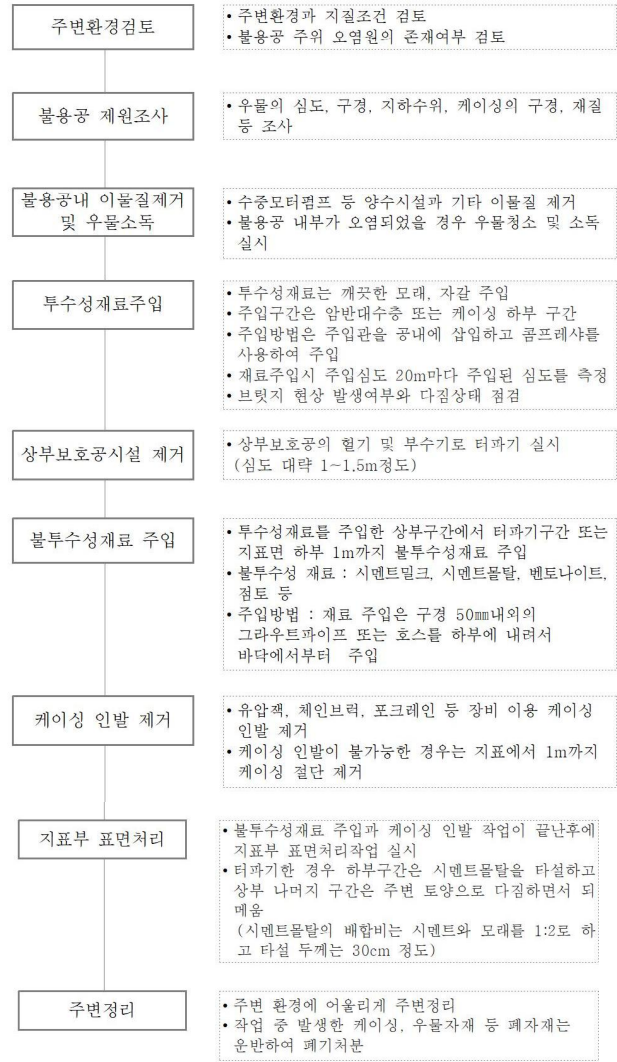 주변환경검토
• 주변환경과 지질조건 검토
• 불용공 주위 오염원의 존재여부 검토
불용공 제원조사
• 우물의 심도, 구경, 지하수위, 케이싱의 구경, 재질
등 조사
불용공내 이물질제거
및 우물소독
• 수중모터펌프 등 양수시설과 기타 이물질 제거
• 불용공 내부가 오염되었을 경우 우물청소 및 소독
실시
투수성재료주입
• 투수성재료는 깨끗한 모래, 자갈 주입
• 주입구간은 암반대수층 또는 케이싱 하부 구간
• 주입방법은 주입관을 공내에 삽입하고 콤프레샤를
사용하여 주입
• 재료주입시 주입심도 20m마다 주입된 심도를 측정
• 브릿지 현상 발생여부와 다짐상태 점검
상부보호공시설 제거
• 상부보호공의 헐기 및 부수기로 터파기 실시
(심도 대략 1~1.5m정도)
불투수성재료 주입
• 투수성재료를 주입한 상부구간에서 터파기구간 또는
지표면 하부 1m까지 불투수성재료 주입
• 불투수성 재료 : 시멘트밀크, 시멘트몰탈, 벤토나이트,
점토 등
• 주입방법 : 재료 주입은 구경 50㎜내외의
그라우트파이프 또는 호스를 하부에 내려서
바닥에서부터 주입
케이싱 인발 제거
• 유압잭, 체인브럭, 포크레인 등 장비 이용 케이싱
인발 제거
• 케이싱 인발이 불가능한 경우는 지표에서 1m까지
케이싱 절단 제거
지표부 표면처리
• 불투수성재료 주입과 케이싱 인발 작업이 끝난후에
지표부 표면처리작업 실시
• 터파기한 경우 하부구간은 시멘트몰탈을 타설하고
상부 나머지 구간은 주변 토양으로 다짐하면서 되
메움
(시멘트몰탈의 배합비는 시멘트와 모래를 1:2로 하
고 타설 두께는 30cm 정도)
주변정리
• 주변 환경에 어울리게 주변정리
• 작업 중 발생한 케이싱, 우물자재 등 폐자재는
운반하여 폐기처분